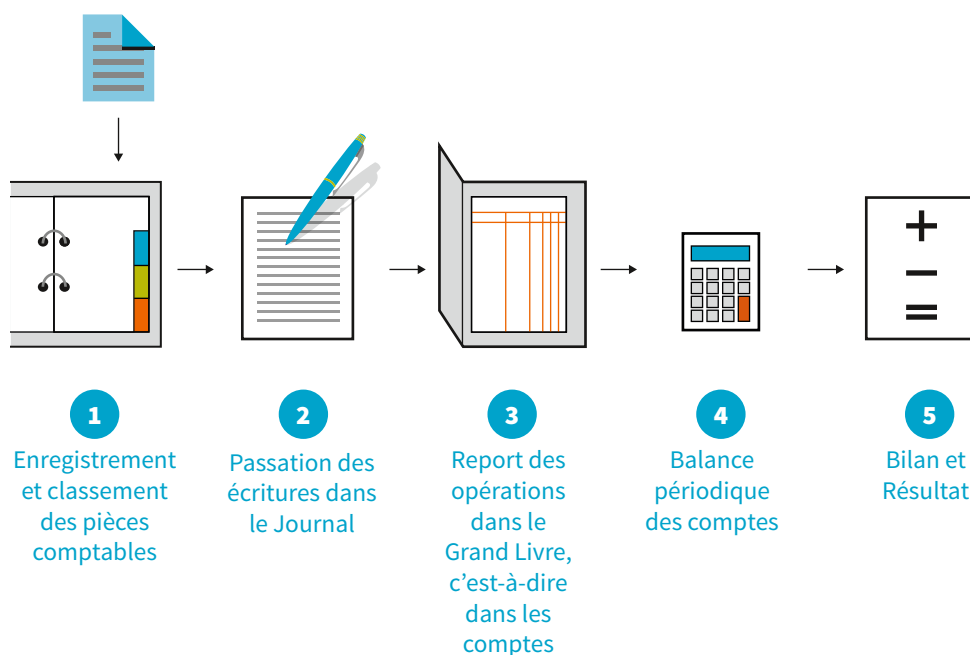 1
Enregistrement
et classement
des pièces
comptables
2
Passation des
écritures dans
le Journal
3
Report des
opérations
dans le
Grand Livre,
c’est-à-dire
dans les
comptes
4
Balance
périodique
des comptes
5
Bilan et
Résultat